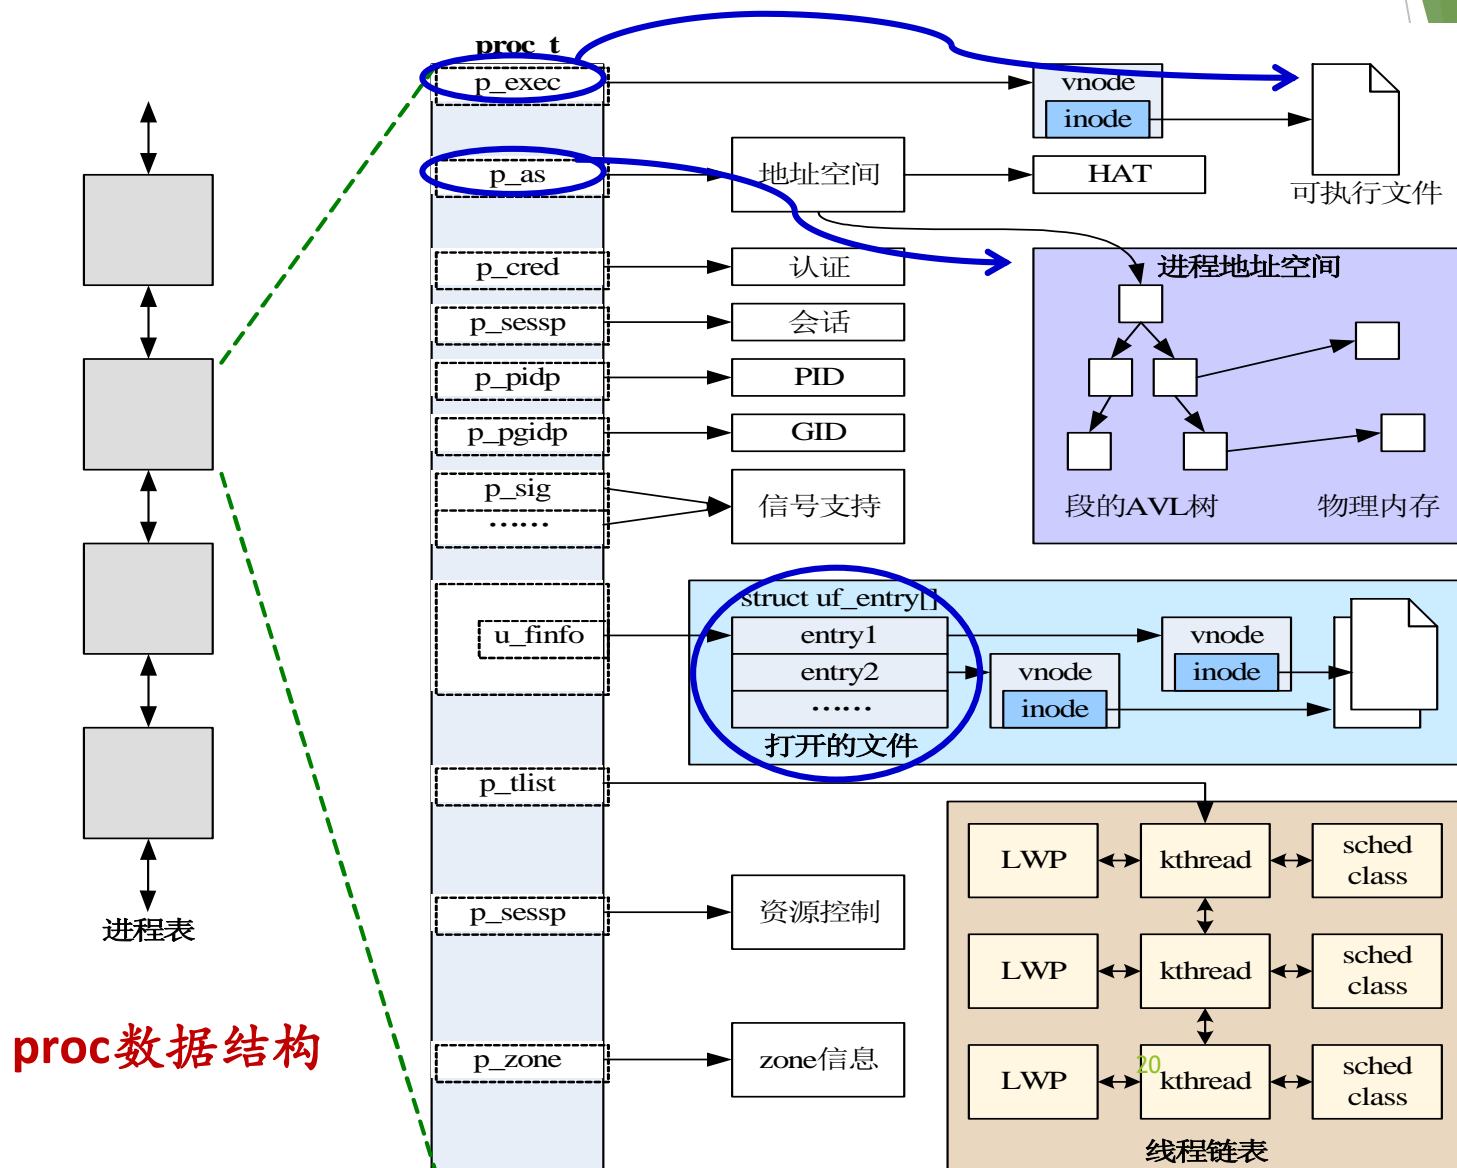 proc_t
p_exec
vnode
inode
可执行文件
p_as
地址空间
HAT
p_cred
认证
进程地址空间
p_sessp
会话
p_pidp
PID
p_pgidp
GID
p_sig
……
信号支持
段的AVL树
物理内存
struct uf_entry[]
u_finfo
entry1
entry2
……
打开的文件
vnode
inode
vnode
inode
p_tlist
LWP
kthread
sched
class
p_sessp
资源控制
进程表
LWP
kthread
sched
class
proc数据结构
p_zone
zone信息
20
LWP
kthread
sched
class
线程链表